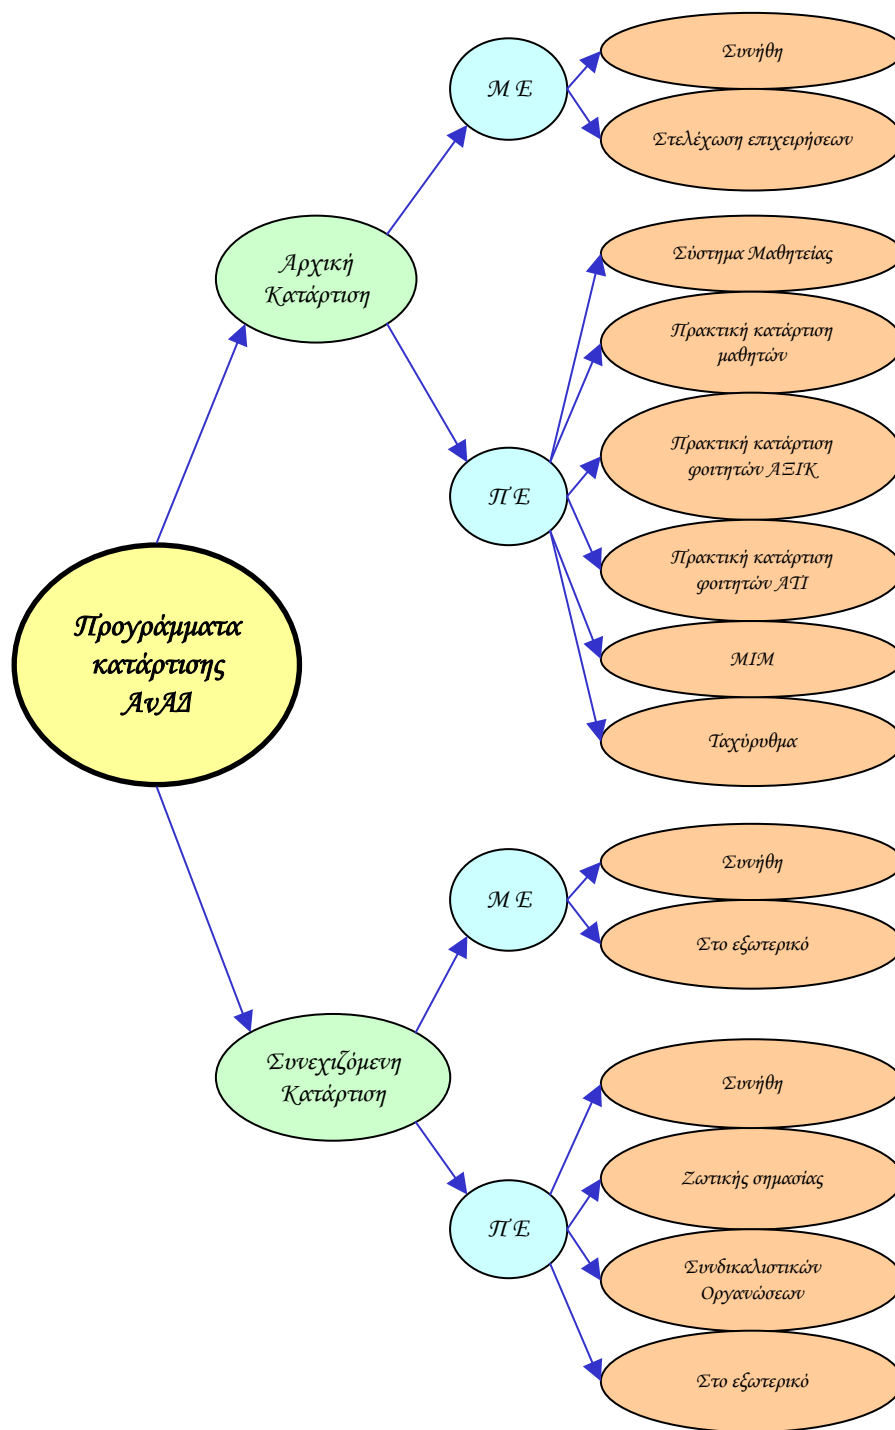 Συνήθη
Μ Ε
Στελέχωση επιχειρήσεων
Αρχική
Κατάρτιση
Σύστημα Μαθητείας
Πρακτική κατάρτιση
μαθητών
Πρακτική κατάρτιση
φοιτητών ΑΞΙΚ
Π Ε
Πρακτική κατάρτιση
φοιτητών ΑΤΙ
ΜΙΜ
Ταχύρυθμα
Προγράμματα
κατάρτισης
ΑνΑΔ
Συνήθη
Μ Ε
Στο εξωτερικό
Συνεχιζόμενη
Κατάρτιση
Συνήθη
Ζωτικής σημασίας
Π Ε
Συνδικαλιστικών
Οργανώσεων
Στο εξωτερικό